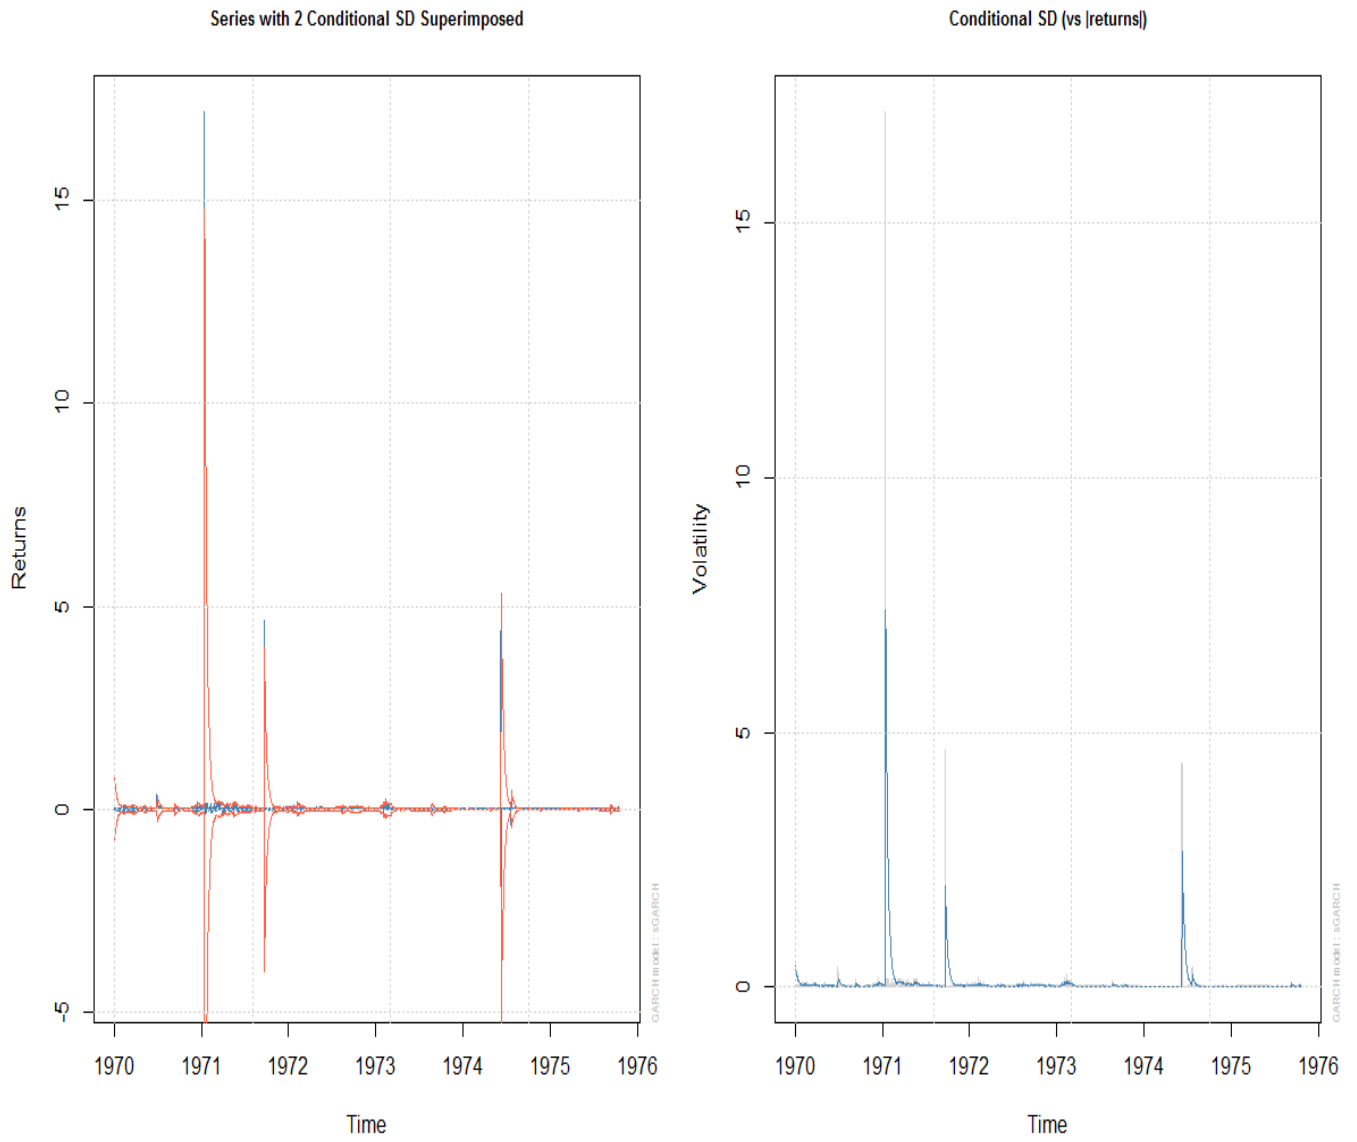 Series with 2 Conditional SD Superimposed
Returns
15
10
5
0
-5
1970 1971 1972 1973 1974 1975 1976
Time
GARCH model : sGARCH
Conditional SD (vs |returns|)
Volatility
15
10
5
0
1970 1971 1972 1973 1974 1975 1976
Time
GARCH model : sGARCH